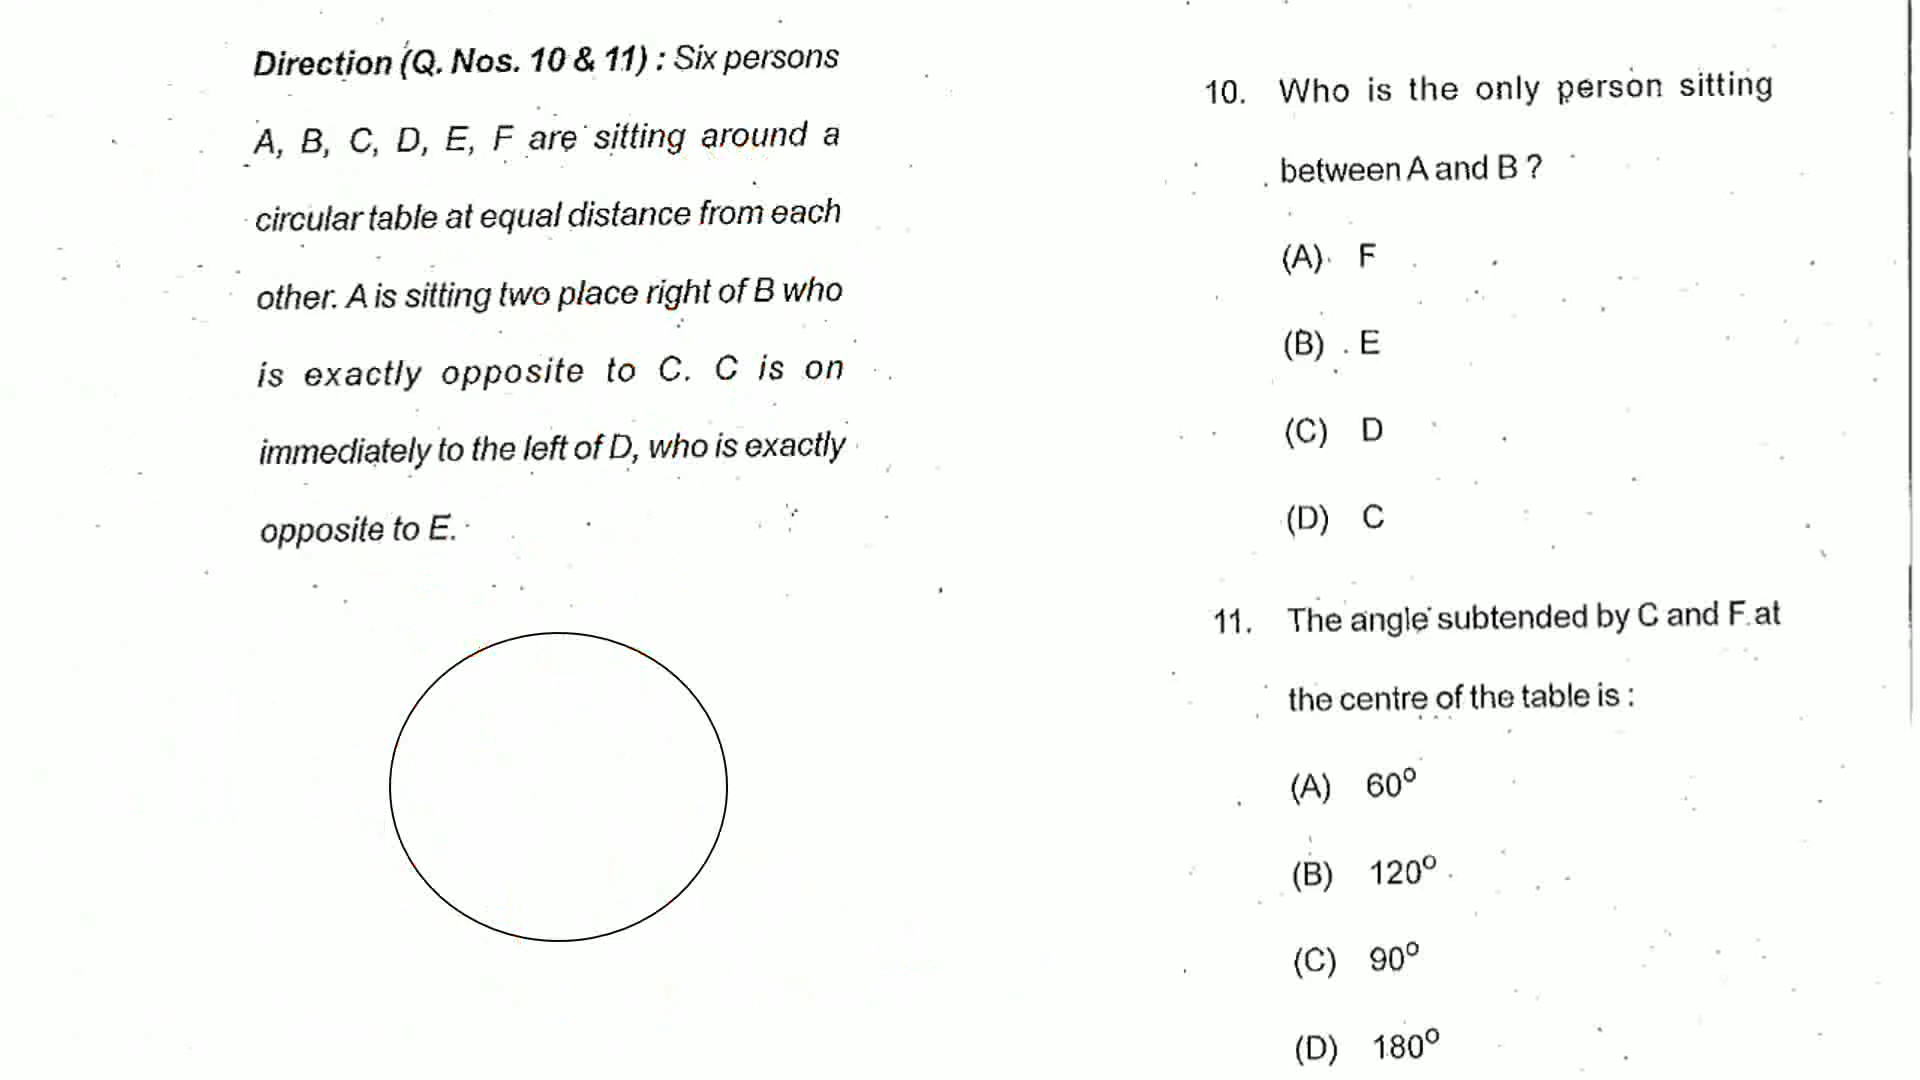 Direction (Q. Nos. 10 & 11) : Six persons
A, B, C, D, E, F are sitting around a
circular table at equal distance from each
other. A is sitting two place right of B who
is exactly opposite to C. C is on
immediately to the left of D, who is exactly
opposite to E.
10. Who is the only person sitting
between A and B ?
(A) F
(B) E
(C) D
(D) C
11. The angle subtended by C and F at
the centre of the table is :
(A) 60°
(B) 120°
(C) 90°
(D) 180°